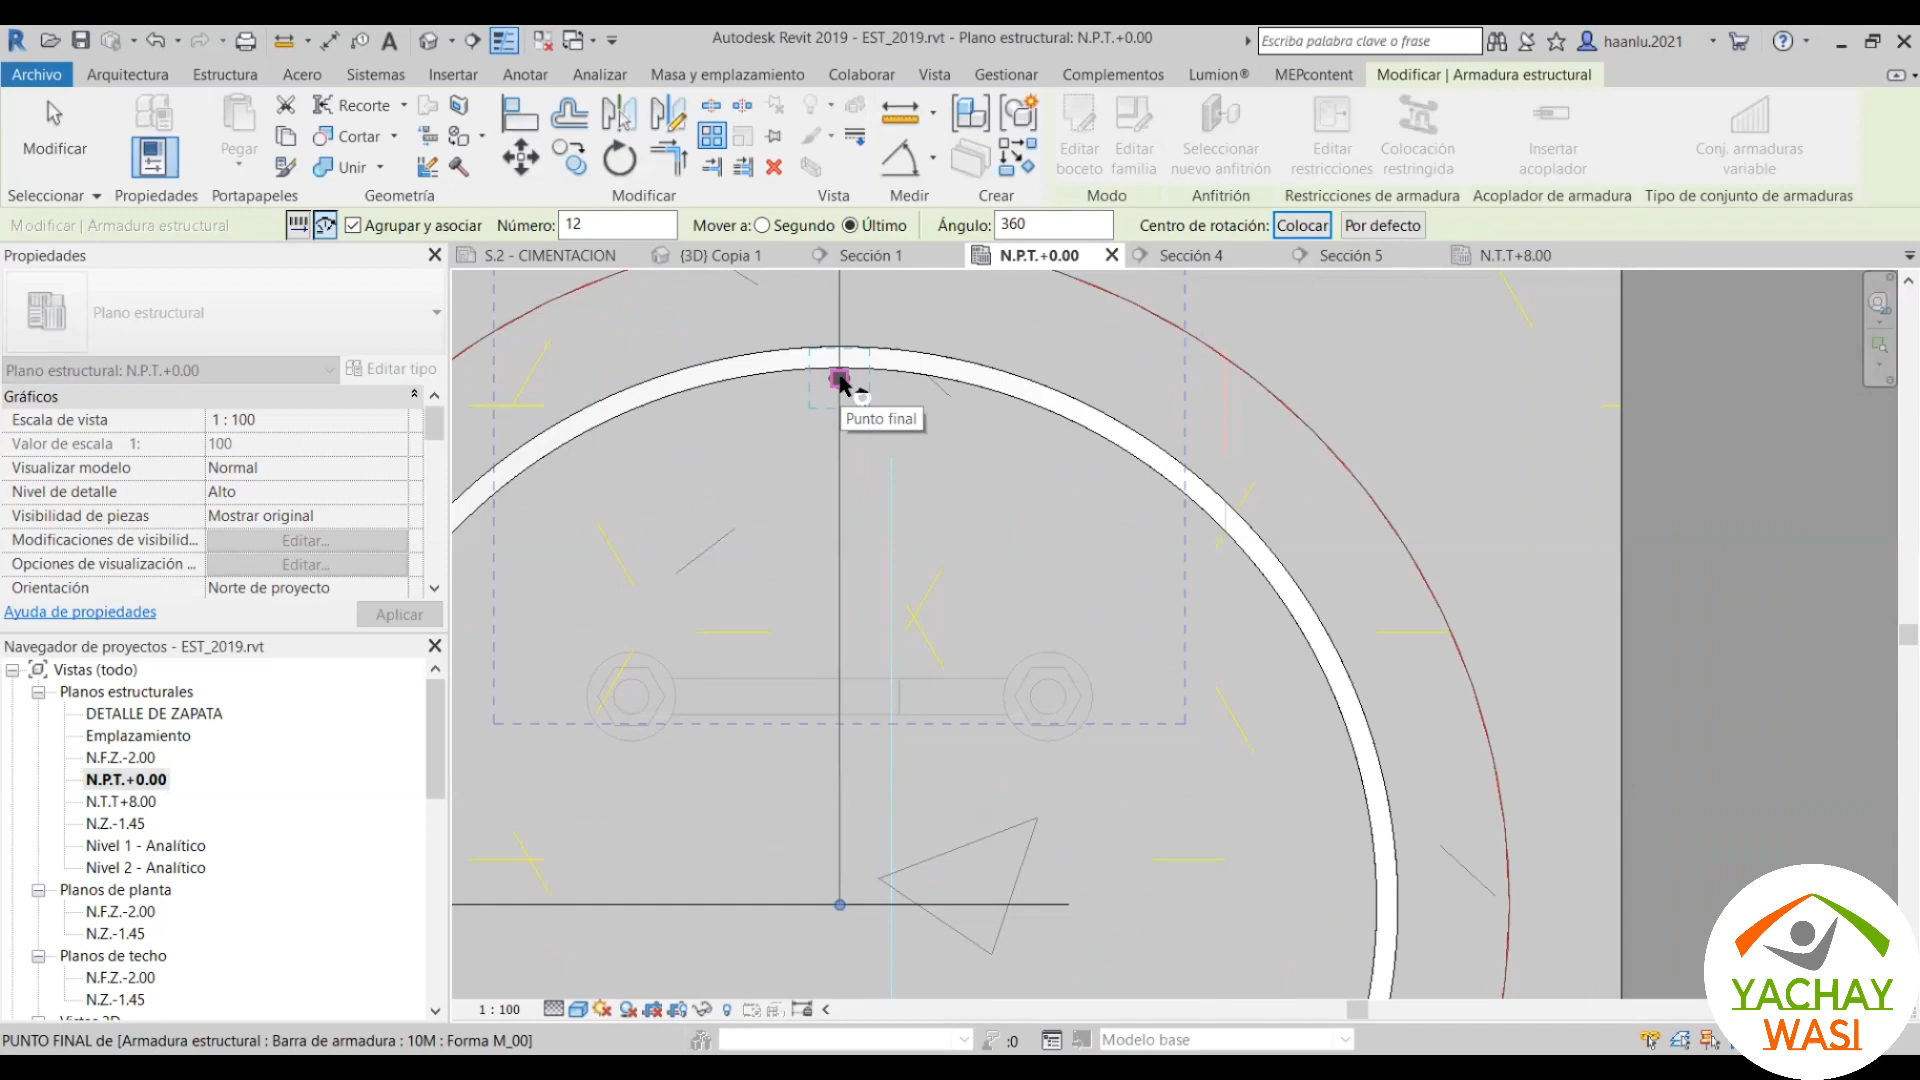 Autodesk Revit 2019 - EST_2019.rvt - Plano estructural: N.P.T.+0.00
Escriba palabra clave o frase
haanlu.2021
Archivo Arquitectura Estructura Acero Sistemas Insertar Anotar Analizar Masa y emplazamiento Colaborar Vista Gestionar Complementos Lumion® MEPcontent Modificar | Armadura estructural
Recorte
Cortar
Unir
Modificar
Pegar
Editar boceto
Editar familia
Seleccionar nuevo anfitrión
Editar restricciones
Colocación restringida
Insertar acoplador
Conj. armaduras variable
Seleccionar Propiedades Portapapeles Geometría Modificar Vista Medir Crear Modo Anfitrión Restricciones de armadura Acoplador de armadura Tipo de conjunto de armaduras
Modificar | Armadura estructural Agrupar y asociar Número: 12 Mover a: Segundo Último Ángulo: 360 Centro de rotación: Colocar Por defecto
Propiedades
S.2 - CIMENTACION {3D} Copia 1 Sección 1 N.P.T.+0.00 Sección 4 Sección 5 N.T.T+8.00
Plano estructural
Plano estructural: N.P.T.+0.00 Editar tipo
Gráficos
Escala de vista 1 : 100
Valor de escala 1: 100
Visualizar modelo Normal
Nivel de detalle Alto
Visibilidad de piezas Mostrar original
Modificaciones de visibilid... Editar...
Opciones de visualización ... Editar...
Orientación Norte de proyecto
Ayuda de propiedades Aplicar
Punto final
Navegador de proyectos - EST_2019.rvt
Vistas (todo)
Planos estructurales
DETALLE DE ZAPATA
Emplazamiento
N.F.Z.-2.00
N.P.T.+0.00
N.T.T+8.00
N.Z.-1.45
Nivel 1 - Analítico
Nivel 2 - Analítico
Planos de planta
N.F.Z.-2.00
N.Z.-1.45
Planos de techo
N.F.Z.-2.00
N.Z.-1.45
1 : 100
PUNTO FINAL de [Armadura estructural : Barra de armadura : 10M : Forma M_00]
:0
Modelo base
YACHAY
WASI